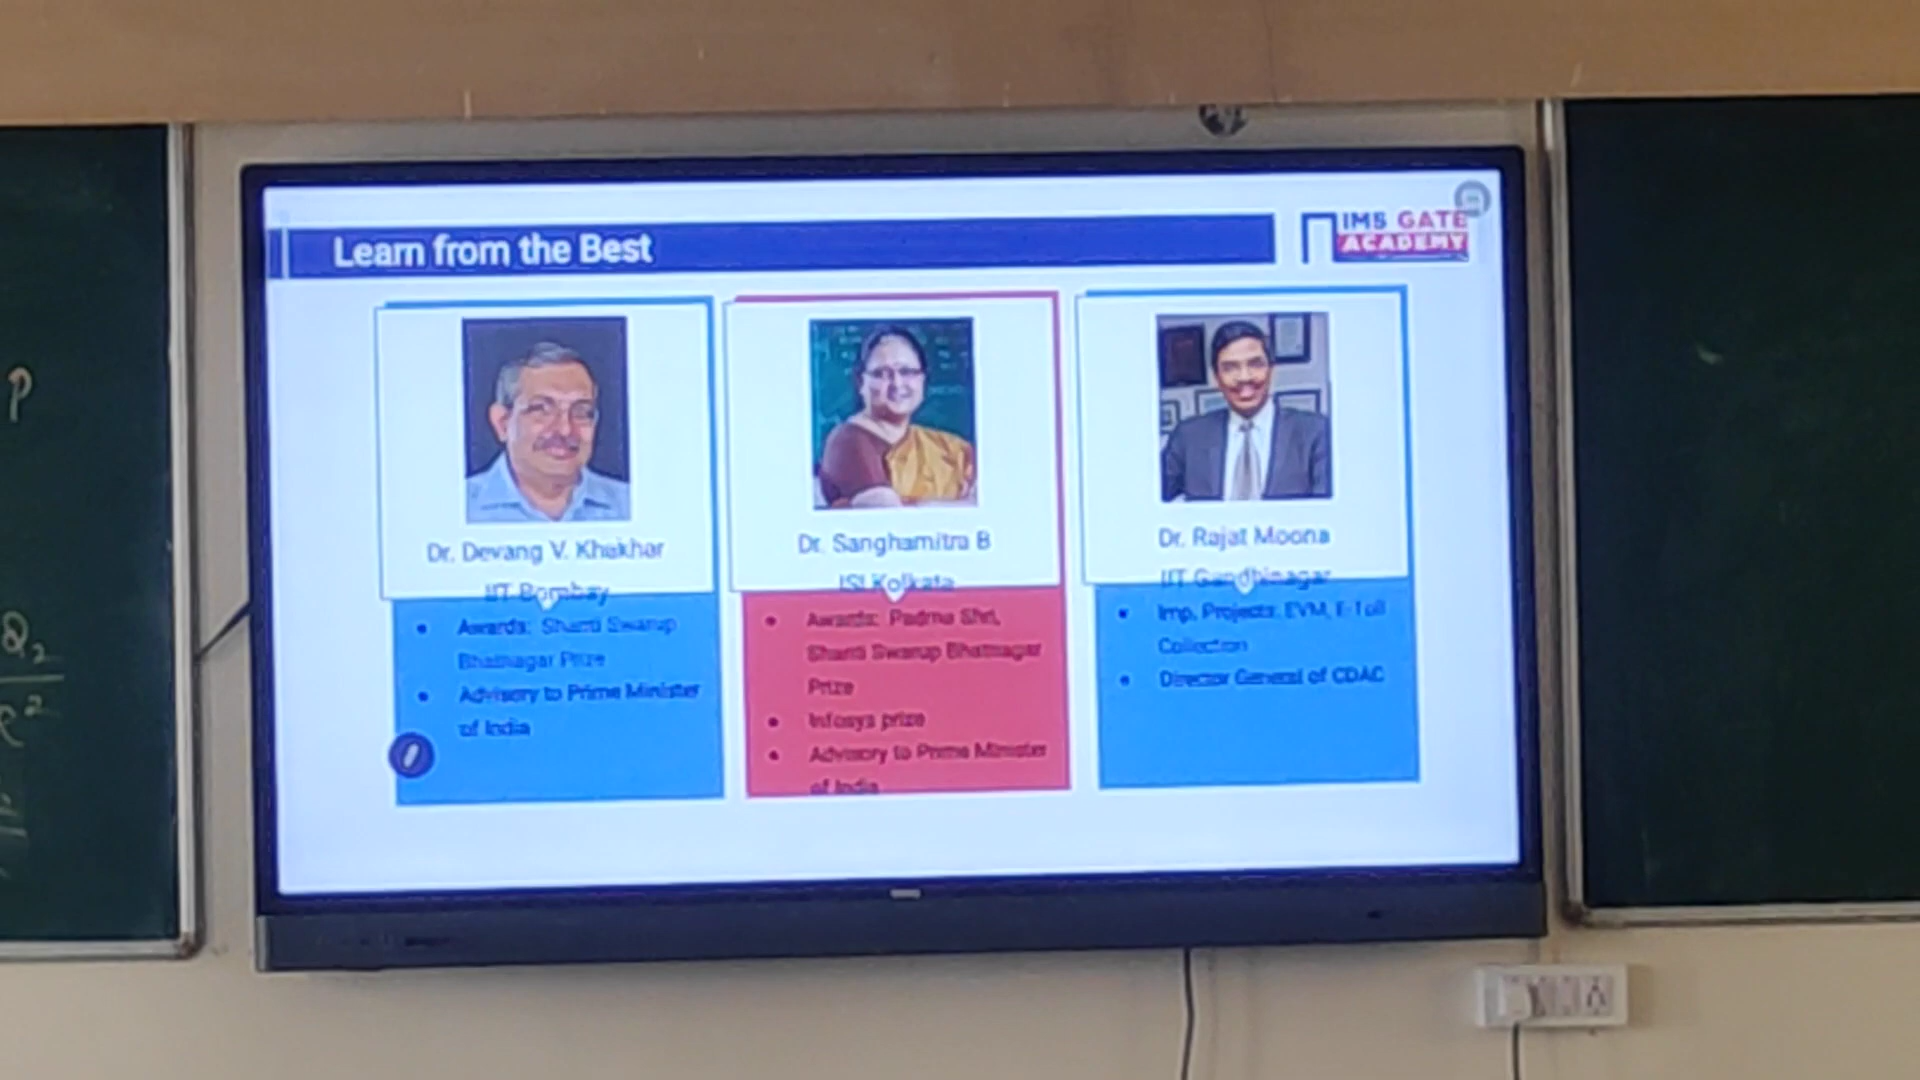 Learn from the Best
IMS GATE
ACADEMY
Dr. Devang V. Khakhar
IIT Bombay
Awards: Shanti Swarup
Bhatnagar Prize
Advisory to Prime Minister
of India
Dr. Sanghamitra B
ISI Kolkata
Awards: Padma Shri,
Shanti Swarup Bhatnagar
Prize
Infosys prize
Advisory to Prime Minister
of India
Dr. Rajat Moona
IIT Gandhinagar
Imp. Projects: EVM, E-Toll
Collection
Director General of CDAC
P